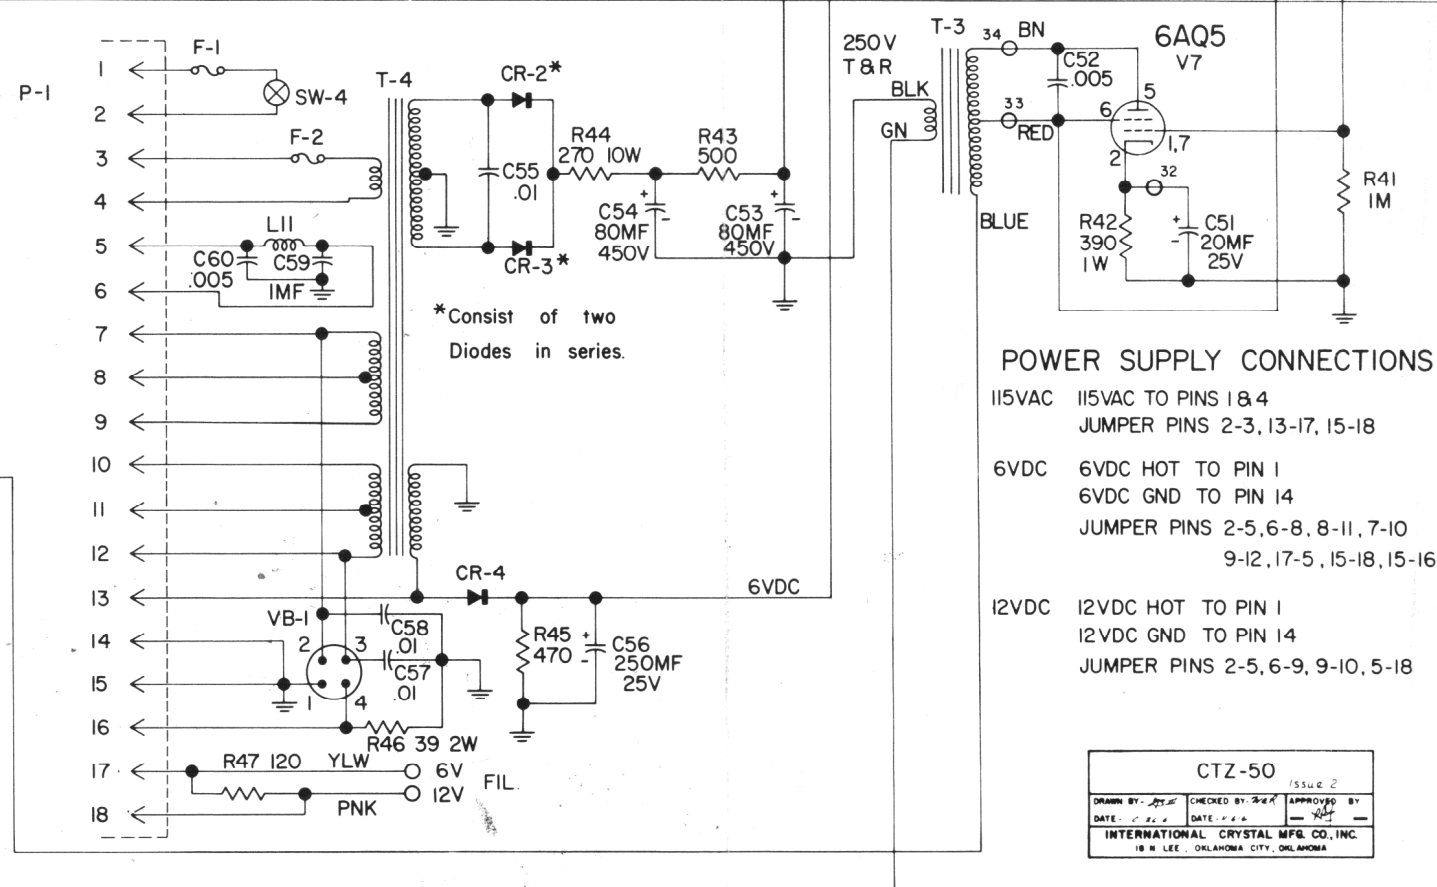 P-1
1
2
3
4
5
6
7
8
9
10
11
12
13
14
15
16
17
18
F-1
SW-4
F-2
L11
C60
.005
C59
1MF
T-4
CR-2*
C55
.01
CR-3*
R44
270 10W
R43
500
C54
80MF
450V
C53
80MF
450V
*Consist of two
Diodes in series.
250V
T&R
BLK
GN
T-3
34 BN
33
RED
BLUE
C52
.005
6AQ5
V7
5
6
1,7
2
32
R42
390
1W
C51
20MF
25V
R41
1M
VB-1
2
3
1
4
C58
.01
C57
.01
R46 39 2W
CR-4
6VDC
R45
470
C56
250MF
25V
R47 120
YLW
PNK
6V
12V
FIL.
POWER SUPPLY CONNECTIONS
115VAC 115VAC TO PINS 1&4
JUMPER PINS 2-3, 13-17, 15-18
6VDC 6VDC HOT TO PIN 1
6VDC GND TO PIN 14
JUMPER PINS 2-5, 6-8, 8-11, 7-10
9-12, 17-5, 15-18, 15-16
12VDC 12VDC HOT TO PIN 1
12VDC GND TO PIN 14
JUMPER PINS 2-5, 6-9, 9-10, 5-18
CTZ-50
Issue 2
DRAWN BY- CHECKED BY- APPROVED BY
DATE- DATE-
INTERNATIONAL CRYSTAL MFG. CO., INC.
18 N LEE, OKLAHOMA CITY, OKLAHOMA